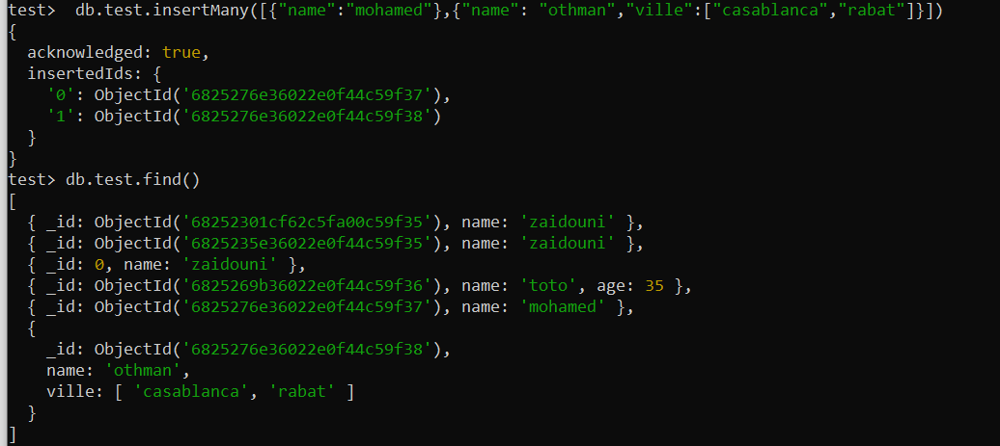 test>  db.test.insertMany([{"name":"mohamed"},{"name": "othman","ville":["casablanca","rabat"]}])
{
  acknowledged: true,
  insertedIds: {
    '0': ObjectId('6825276e36022e0f44c59f37'),
    '1': ObjectId('6825276e36022e0f44c59f38')
  }
}
test> db.test.find()
[
  { _id: ObjectId('68252301cf62c5fa00c59f35'), name: 'zaidouni' },
  { _id: ObjectId('6825235e36022e0f44c59f35'), name: 'zaidouni' },
  { _id: 0, name: 'zaidouni' },
  { _id: ObjectId('6825269b36022e0f44c59f36'), name: 'toto', age: 35 },
  { _id: ObjectId('6825276e36022e0f44c59f37'), name: 'mohamed' },
  {
    _id: ObjectId('6825276e36022e0f44c59f38'),
    name: 'othman',
    ville: [ 'casablanca', 'rabat' ]
  }
]